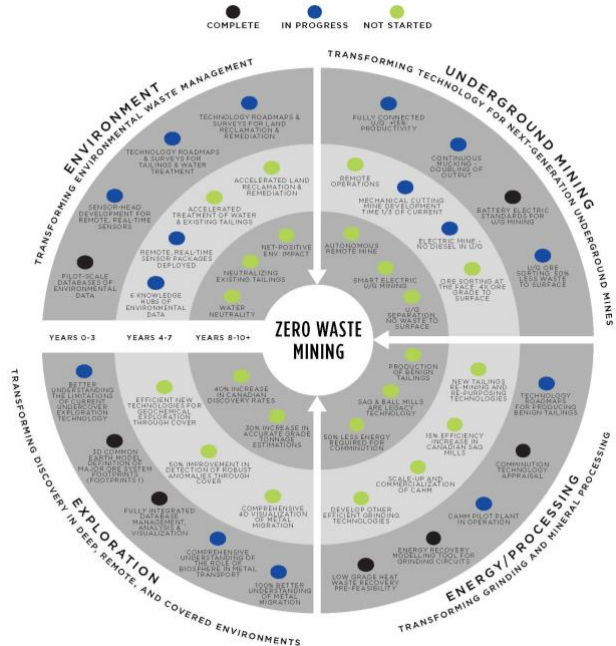 COMPLETE
IN PROGRESS
NOT STARTED
ENVIRONMENT
TRANSFORMING ENVIRONMENTAL WASTE MANAGEMENT
TECHNOLOGY ROADMAPS &
SURVEYS FOR LAND
RECLAMATION &
REMEDIATION
TECHNOLOGY ROADMAPS
& SURVEYS FOR
TAILINGS & WATER
TREATMENT
SENSOR-HEAD
DEVELOPMENT FOR
REMOTE, REAL-TIME
SENSORS
PILOT-SCALE
DATABASES OF
ENVIRONMENTAL
DATA
ACCELERATED LAND
RECLAMATION &
REMEDIATION
ACCELERATED
TREATMENT OF WATER
& EXISTING TAILINGS
REMOTE, REAL-TIME
SENSOR PACKAGES
DEPLOYED
6 KNOWLEDGE
HUBS OF
ENVIRONMENTAL
DATA
NET-POSITIVE
ENV. IMPACT
NEUTRALIZING
EXISTING TAILINGS
WATER
NEUTRALITY
UNDERGROUND MINING
TRANSFORMING TECHNOLOGY FOR NEXT-GENERATION UNDERGROUND MINES
FULLY CONNECTED
U/G: +15%
PRODUCTIVITY
CONTINUOUS
MUCKING –
DOUBLING OF
OUTPUT
BATTERY ELECTRIC
STANDARDS FOR
U/G MINING
U/G ORE
SORTING: 20%
LESS WASTE
TO SURFACE
REMOTE
OPERATIONS
MECHANICAL CUTTING
MINE DEVELOPMENT
TIME 1/3 OF CURRENT
ELECTRIC MINE –
NO DIESEL IN U/G
ORE SORTING AT
THE FACE: 4X ORE
GRADE TO
SURFACE
AUTONOMOUS
REMOTE MINE
SMART ELECTRIC
U/G MINING
U/G
SEPARATION
NO WASTE TO
SURFACE
ZERO WASTE
MINING
YEARS 0-3
YEARS 4-7
YEARS 8-10+
BETTER
UNDERSTANDING
THE LIMITATIONS
OF CURRENT
UNDERCOVER
EXPLORATION
TECHNOLOGY
3D COMMON
EARTH MODEL
DEFINITION OF
MAJOR ORE SYSTEM
FOOTPRINTS
(FOOTPRINTS I)
FULLY INTEGRATED
DATABASE
MANAGEMENT,
ANALYSIS &
VISUALIZATION
COMPREHENSIVE
UNDERSTANDING OF
THE ROLE OF
BIOSPHERE IN METAL
TRANSPORT
100% BETTER
UNDERSTANDING
OF METAL
MIGRATION
EFFICIENT NEW
TECHNOLOGIES FOR
GEOCHEMICAL
EXPLORATION
THROUGH COVER
50% IMPROVEMENT IN
DETECTION OF ROBUST
ANOMALIES THROUGH
COVER
COMPREHENSIVE
4D VISUALIZATION
OF METAL
MIGRATION
40% INCREASE
IN CANADIAN
DISCOVERY RATES
30% INCREASE IN
ACCURATE GRADE
TONNAGE
ESTIMATIONS
EXPLORATION
TRANSFORMING DISCOVERY IN DEEP, REMOTE, AND COVERED ENVIRONMENTS
PRODUCTION
OF BENIGN
TAILINGS
SAG & BALL MILLS
ARE LEGACY
TECHNOLOGY
50% LESS ENERGY
REQUIRED FOR
COMMINUTION
NEW TAILINGS
RE-MINING AND
RE-PURPOSING
TECHNOLOGIES
15% EFFICIENCY
INCREASE IN
CANADIAN SAG
MILLS
SCALE-UP AND
COMMERCIALIZATION
OF CAHM
DEVELOP OTHER
EFFICIENT GRINDING
TECHNOLOGIES
TECHNOLOGY
ROADMAPS FOR
PRODUCING BENIGN
TAILINGS
COMMINUTION
TECHNOLOGY
APPRAISAL
CAHM PILOT PLANT
IN OPERATION
ENERGY RECOVERY
MODELLING TOOL FOR
GRINDING CIRCUITS
LOW GRADE HEAT
WASTE RECOVERY
PRE-FEASIBILITY
ENERGY/PROCESSING
TRANSFORMING GRINDING AND MINERAL PROCESSING